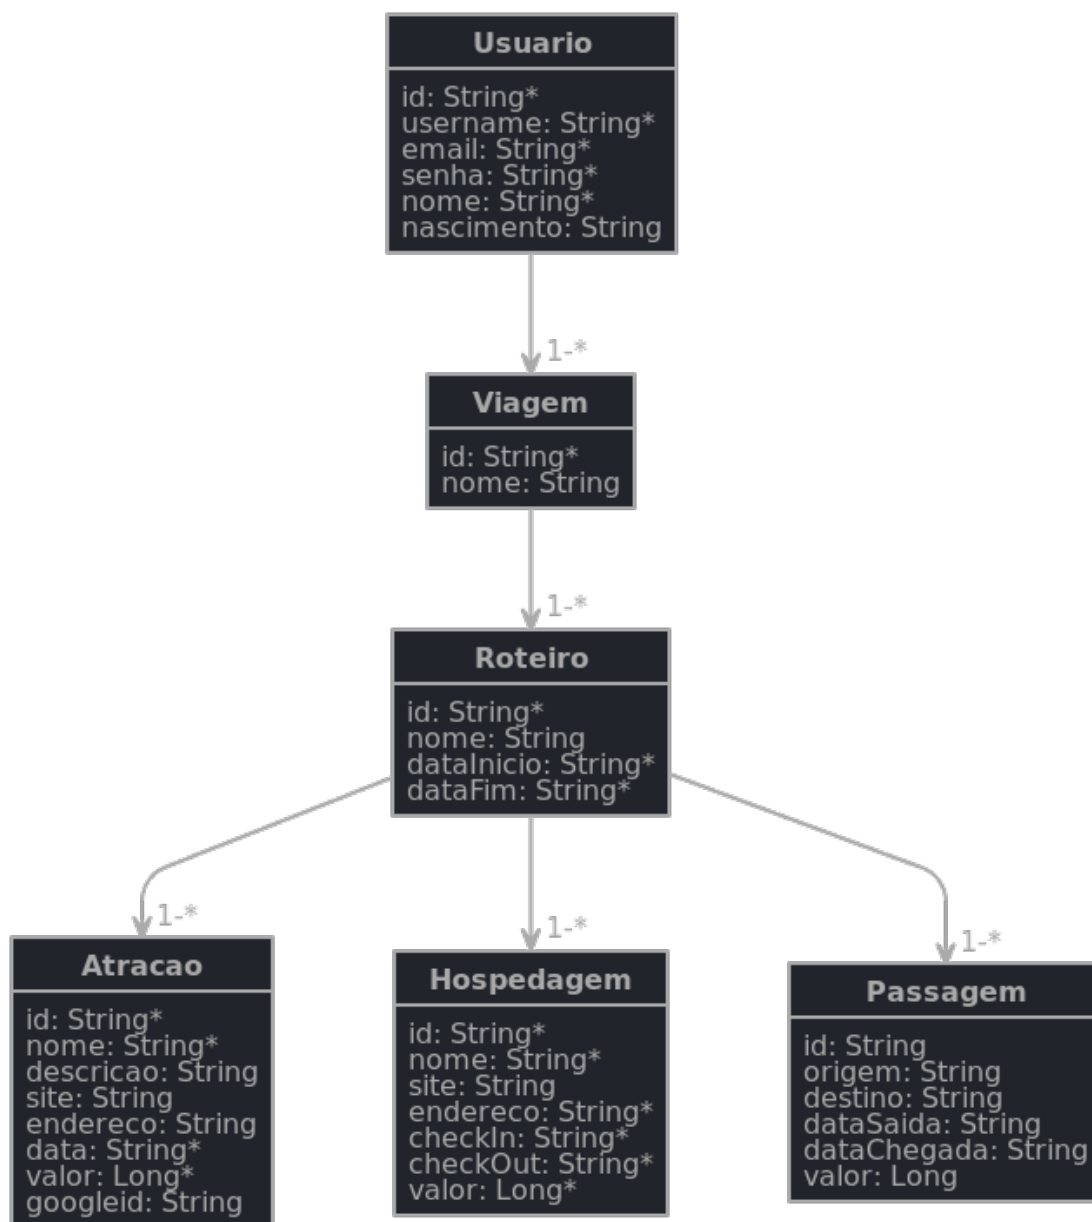 Usuario
id: String*
username: String*
email: String*
senha: String*
nome: String*
nascimento: String
1-*
Viagem
id: String*
nome: String
1-*
Roteiro
id: String*
nome: String
dataInicio: String*
dataFim: String*
1-*
Atracao
id: String*
nome: String*
descricao: String
site: String
endereco: String
data: String*
valor: Long*
googleid: String
1-*
Hospedagem
id: String*
nome: String*
site: String
endereco: String*
checkIn: String*
checkOut: String*
valor: Long*
1-*
Passagem
id: String
origem: String
destino: String
dataSaida: String
dataChegada: String
valor: Long